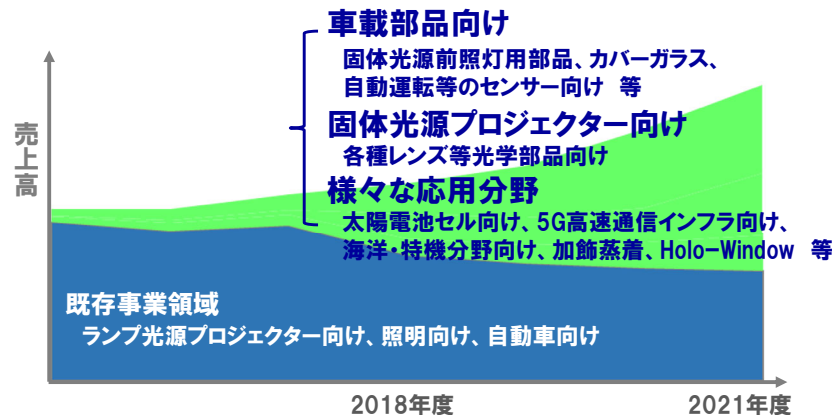 車載部品向け
固体光源前照灯用部品、カバーガラス、
自動運転等のセンサー向け 等
固体光源プロジェクター向け
各種レンズ等光学部品向け
様々な応用分野
太陽電池セル向け、5G高速通信インフラ向け、
海洋・特機分野向け、加飾蒸着、Holo-Window 等
売上高
既存事業領域
ランプ光源プロジェクター向け、照明向け、自動車向け
2018年度
2021年度